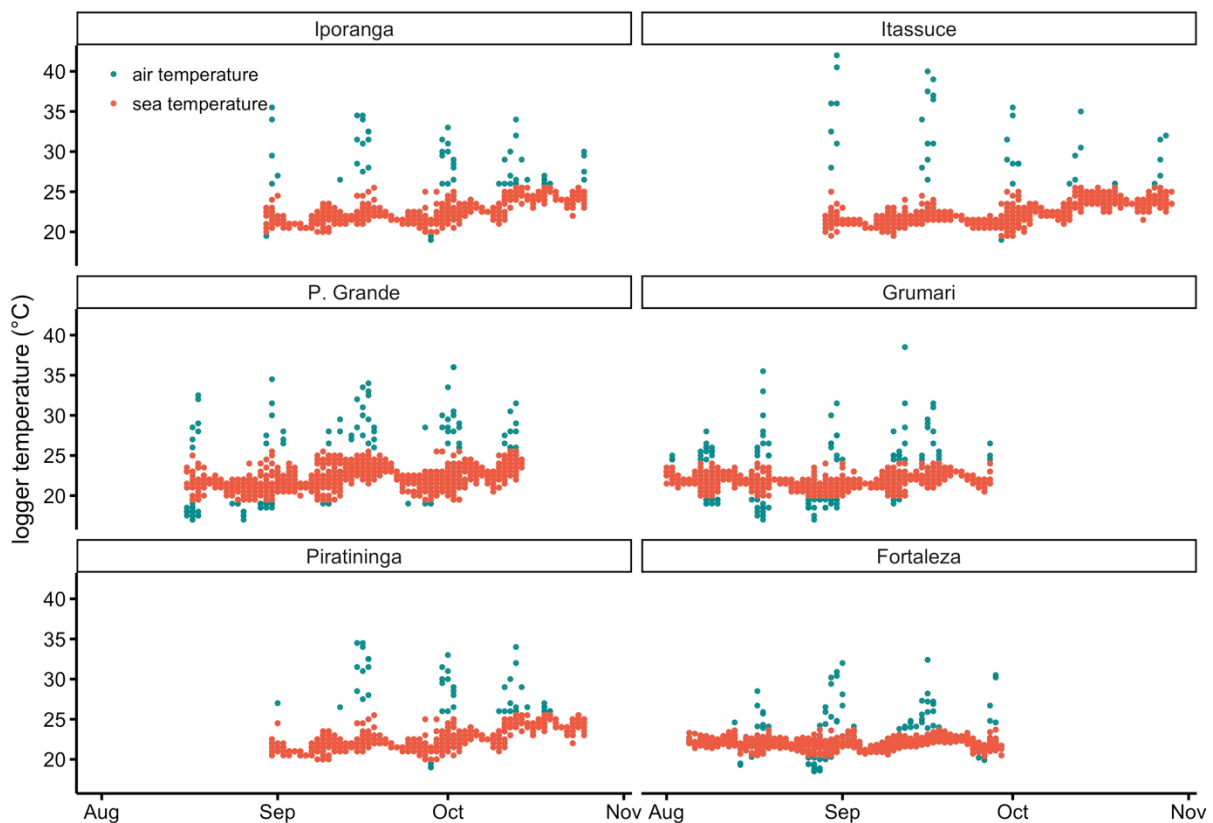 Iporanga
Itassuce
40
35
30
25
20
air temperature
sea temperature
P. Grande
Grumari
logger temperature (°C)
40
35
30
25
20
Piratininga
Fortaleza
40
35
30
25
20
Aug Sep Oct Nov
Aug Sep Oct Nov